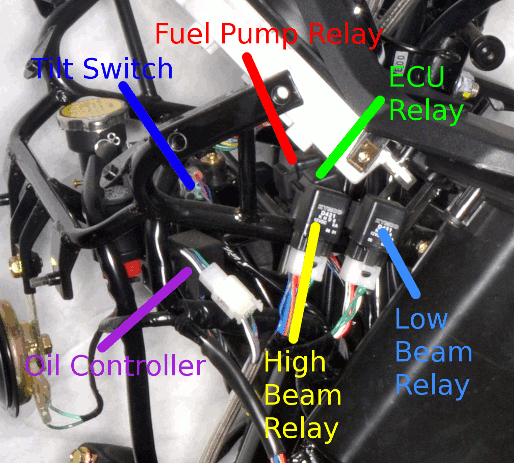 Fuel Pump Relay
Tilt Switch
ECU
Relay
Oil Controller
High
Beam
Relay
Low
Beam
Relay